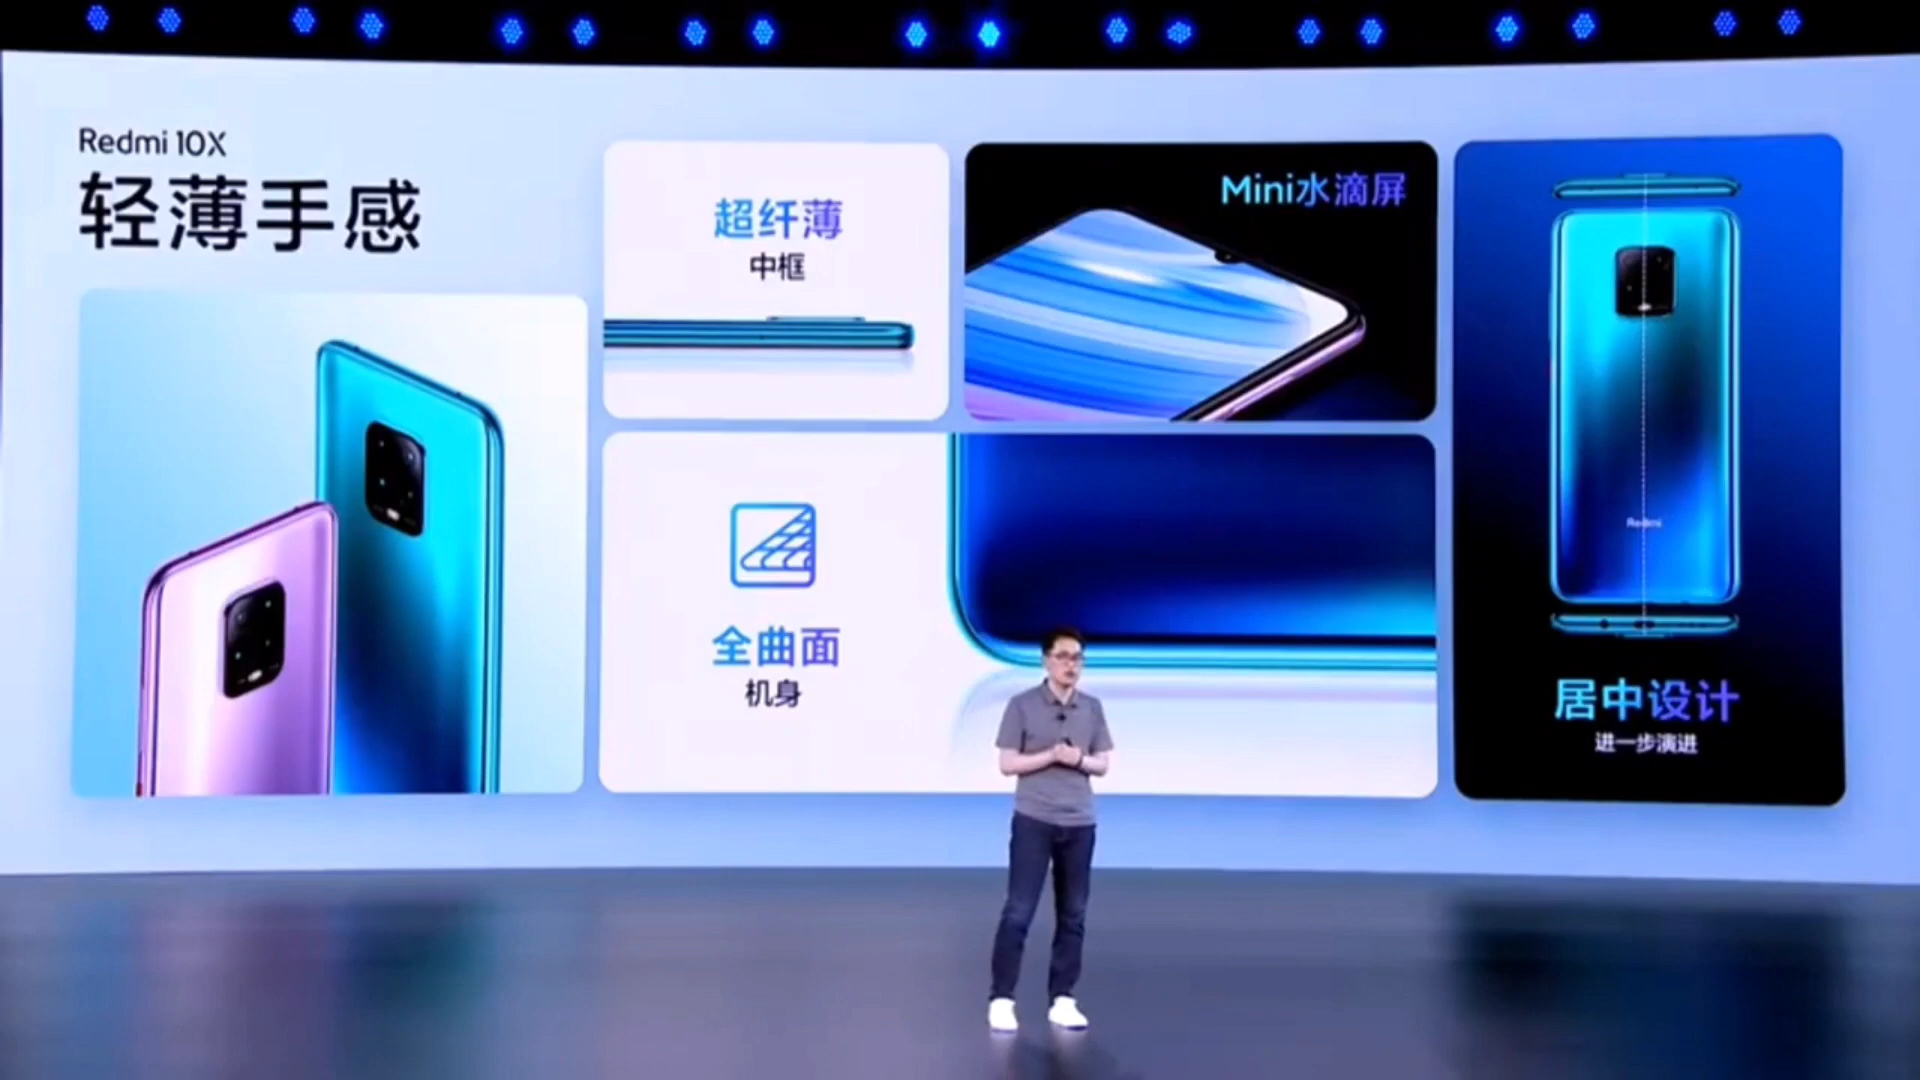 Redmi 10X
轻薄手感
超纤薄
中框
Mini水滴屏
全曲面
机身
Redmi
居中设计
进一步演进